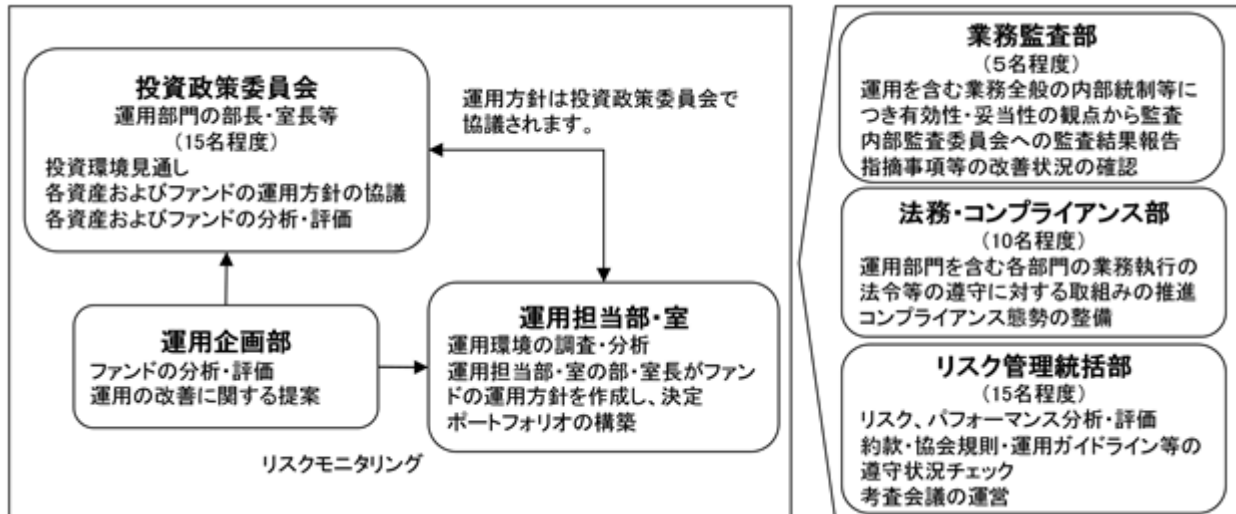 投資政策委員会
運用部門の部長・室長等
(15名程度)
投資環境見通し
各資産およびファンドの運用方針の協議
各資産およびファンドの分析・評価
運用方針は投資政策委員会で
協議されます。
運用企画部
ファンドの分析・評価
運用の改善に関する提案
運用担当部・室
運用環境の調査・分析
運用担当部・室の部・室長がファン
ドの運用方針を作成し、決定
ポートフォリオの構築
リスクモニタリング
業務監査部
(5名程度)
運用を含む業務全般の内部統制等に
つき有効性・妥当性の観点から監査
内部監査委員会への監査結果報告
指摘事項等の改善状況の確認
法務・コンプライアンス部
(10名程度)
運用部門を含む各部門の業務執行の
法令等の遵守に対する取組みの推進
コンプライアンス態勢の整備
リスク管理統括部
(15名程度)
リスク、パフォーマンス分析・評価
約款・協会規則・運用ガイドライン等の
遵守状況チェック
考査会議の運営